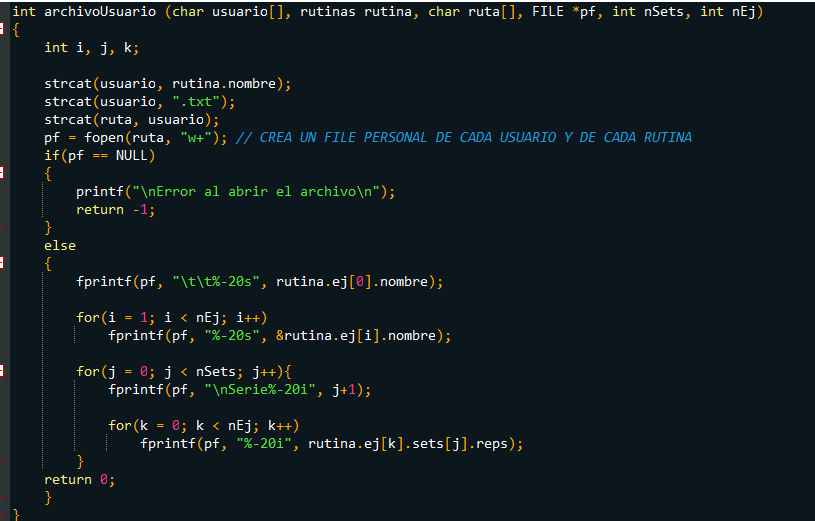 int archivoUsuario (char usuario[], rutinas rutina, char ruta[], FILE *pf, int nSets, int nEj)
{
    int i, j, k;

    strcat(usuario, rutina.nombre);
    strcat(usuario, ".txt");
    strcat(ruta, usuario);
    pf = fopen(ruta, "w+"); // CREA UN FILE PERSONAL DE CADA USUARIO Y DE CADA RUTINA
    if(pf == NULL)
    {
        printf("\nError al abrir el archivo\n");
        return -1;
    }
    else
    {
        fprintf(pf, "\t\t%-20s", rutina.ej[0].nombre);

        for(i = 1; i < nEj; i++)
            fprintf(pf, "%-20s", &rutina.ej[i].nombre);

        for(j = 0; j < nSets; j++){
            fprintf(pf, "\nSerie%-20i", j+1);

            for(k = 0; k < nEj; k++)
                fprintf(pf, "%-20i", rutina.ej[k].sets[j].reps);
        }
    return 0;
    }
}